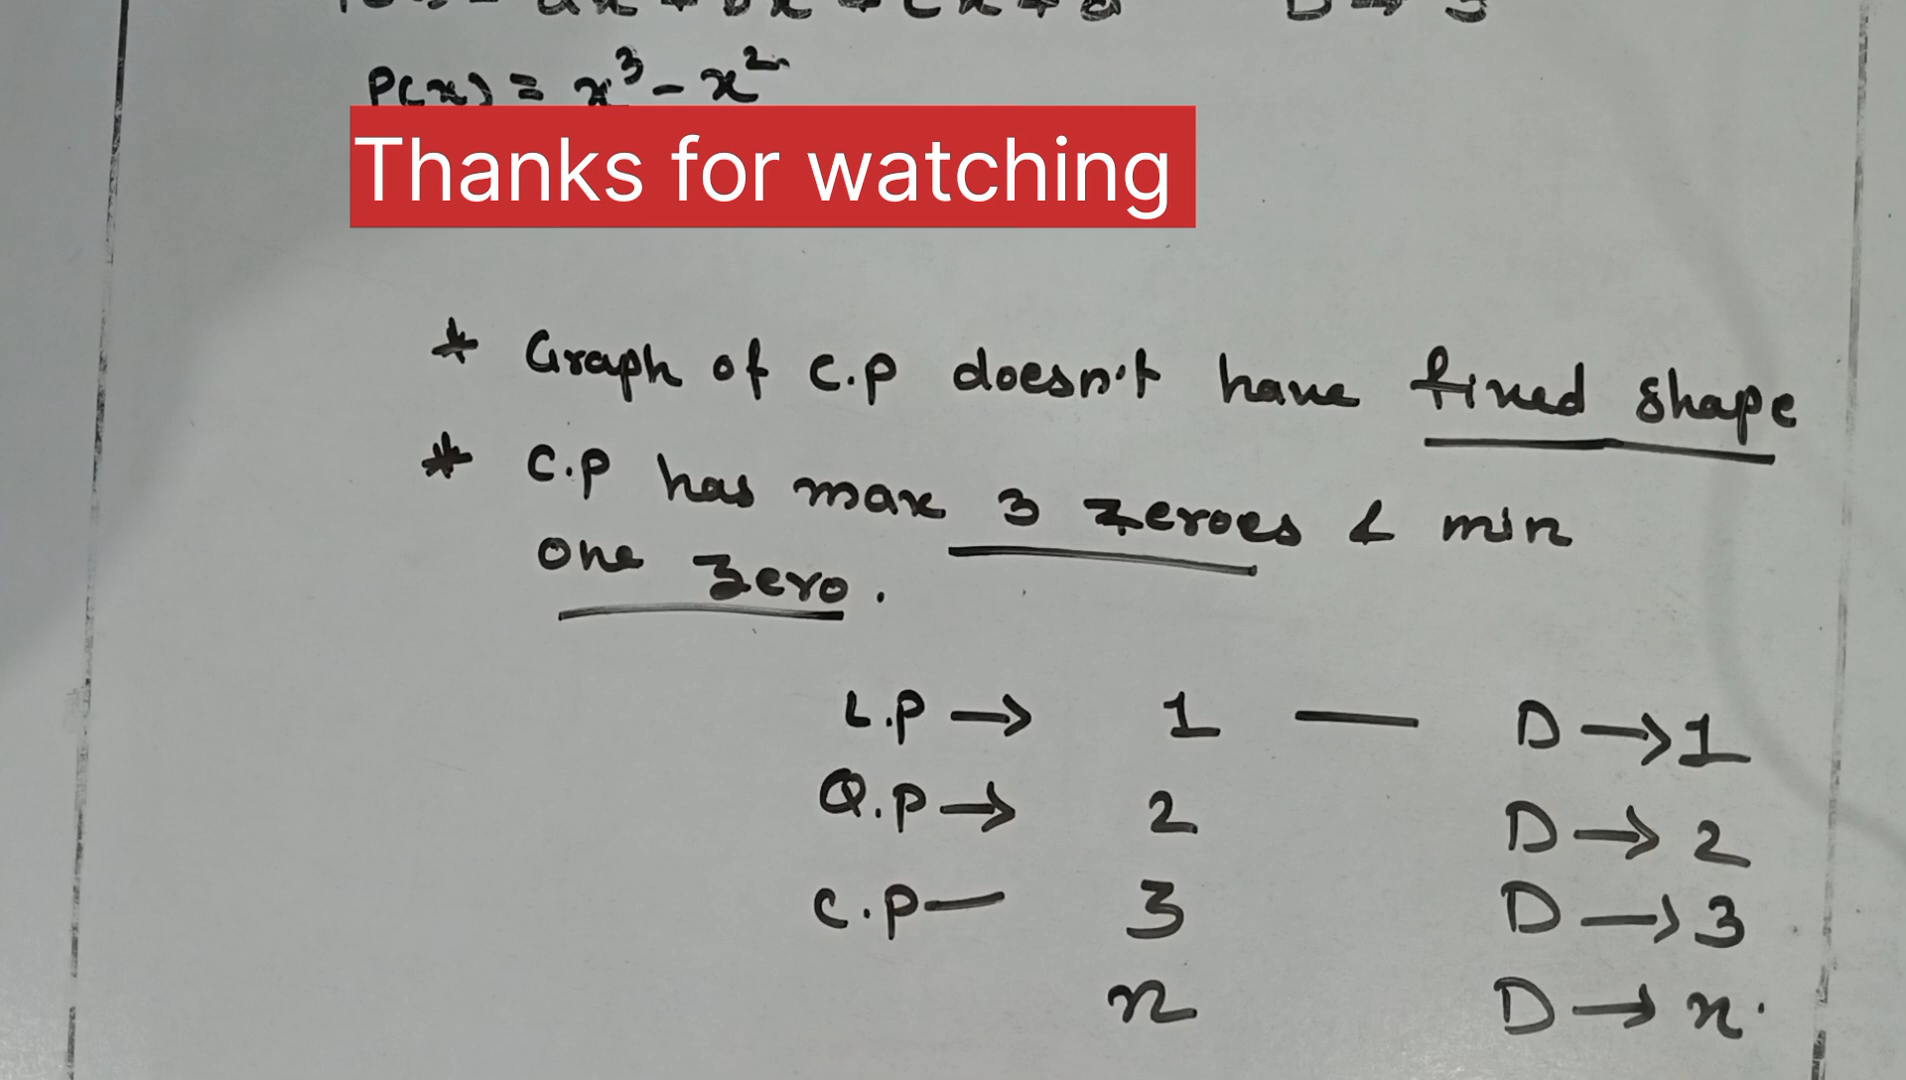 P(x) = x³ - x²
Thanks for watching
* Graph of C.P doesn't have fixed shape
* C.P has max 3 zeroes & min
one zero.
L.P → 1 — D → 1
Q.P → 2 D → 2
C.P — 3 D → 3
n D → n.